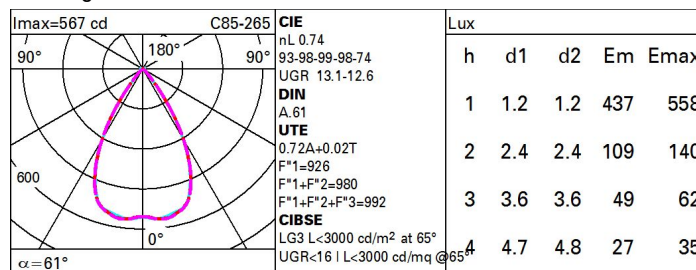 Imax=567 cd C85-265
90° 180° 90°
600
0°
α=61°
CIE
nL 0.74
93-98-99-98-74
UGR 13.1-12.6
DIN
A.61
UTE
0.72A+0.02T
F"1=926
F"1+F"2=980
F"1+F"2+F"3=992
CIBSE
LG3 L<3000 cd/m² at 65°
UGR<16 | L<3000 cd/mq @65°
Lux
h d1 d2 Em Emax
1 1.2 1.2 437 558
2 2.4 2.4 109 140
3 3.6 3.6 49 62
4 4.7 4.8 27 35